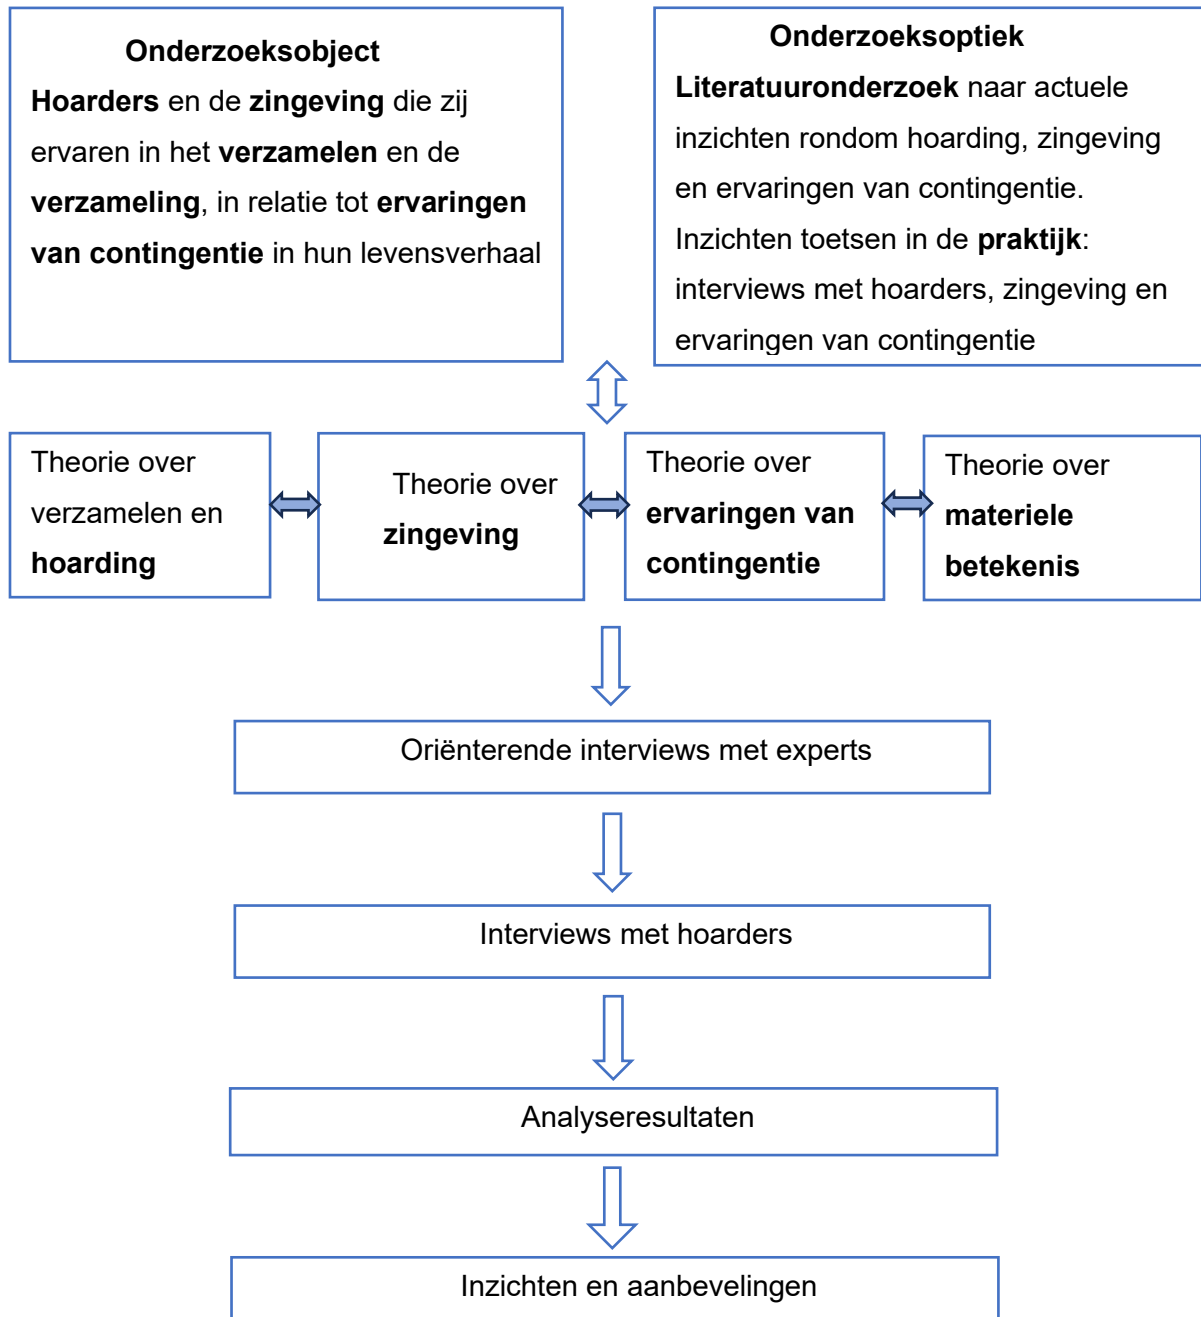 Onderzoeksobject
Hoarders en de zingeving die zij
ervaren in het verzamelen en de
verzameling, in relatie tot ervaringen
van contingentie in hun levensverhaal
Onderzoeksoptiek
Literatuuronderzoek naar actuele
inzichten rondom hoarding, zingeving
en ervaringen van contingentie.
Inzichten toetsen in de praktijk:
interviews met hoarders, zingeving en
ervaringen van contingentie
Theorie over
verzamelen en
hoarding
Theorie over
zingeving
Theorie over
ervaringen van
contingentie
Theorie over
materiele
betekenis
Oriënterende interviews met experts
Interviews met hoarders
Analyseresultaten
Inzichten en aanbevelingen